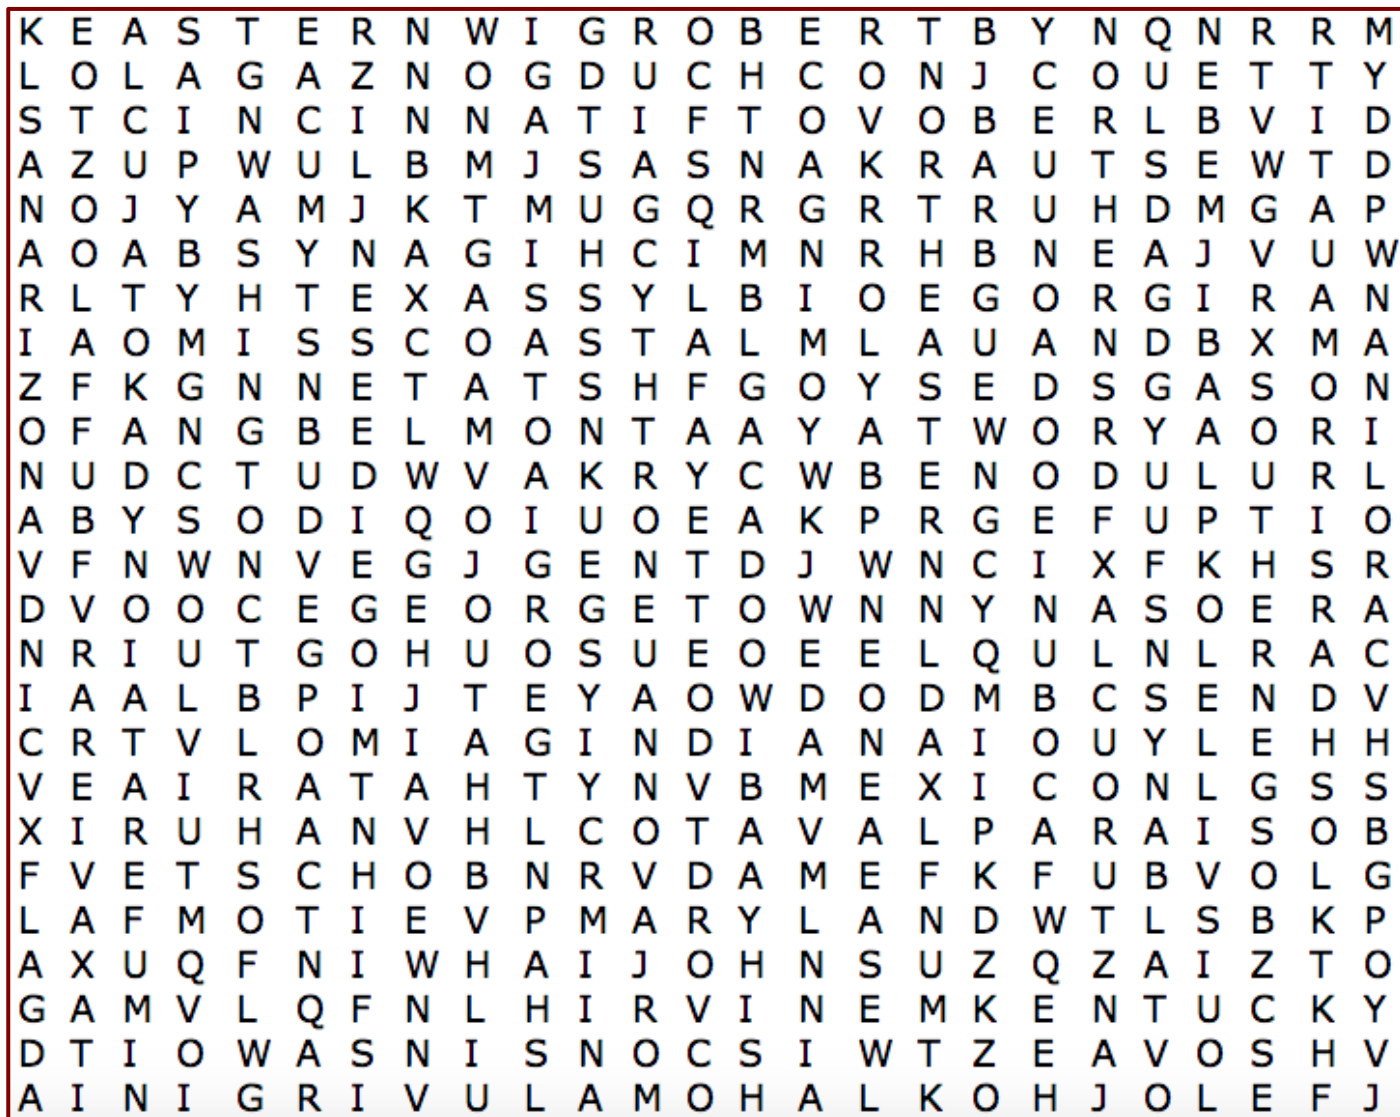 K E A S T E R N W I G R O B E R T B Y N Q N R R M
L O L A G A Z N O G D U C H C O N J C O U E T T Y
S T C I N C I N N A T I F T O V O B E R L B V I D
A Z U P W U L B M J S A S N A K R A U T S E W T D
N O J Y A M J K T M U G Q R G R T R U H D M G A P
A O A B S Y N A G I H C I M N R H B N E A J V U W
R L T Y H T E X A S S Y L B I O E G O R G I R A N
I A O M I S S C O A S T A L M L A U A N D B X M A
Z F K G N N E T A T S H F G O Y S E D S G A S O N
O F A N G B E L M O N T A A Y A T W O R Y A O R I
N U D C T U D W V A K R Y C W B E N O D U L U R L
A B Y S O D I Q O I U O E A K P R G E F U P T I O
V F N W N V E G J G E N T D J W N C I X F K H S R
D V O O C E G E O R G E T O W N N Y N A S O E R A
N R I U T G O H U O S U E O E E L Q U L N L R A C
I A A L B P I J T E Y A O W D O D M B C S E N D V
C R T V L O M I A G I N D I A N A I O U Y L E H H
V E A I R A T A H T Y N V B M E X I C O N L G S S
X I R U H A N V H L C O T A V A L P A R A I S O B
F V E T S C H O B N R V D A M E F K F U B V O L G
L A F M O T I E V P M A R Y L A N D W T L S B K P
A X U Q F N I W H A I J O H N S U Z Q Z A I Z T O
G A M V L Q F N L H I R V I N E M K E N T U C K Y
D T I O W A S N I S N O C S I W T Z E A V O S H V
A I N I G R I V U L A M O H A L K O H J O L E F J